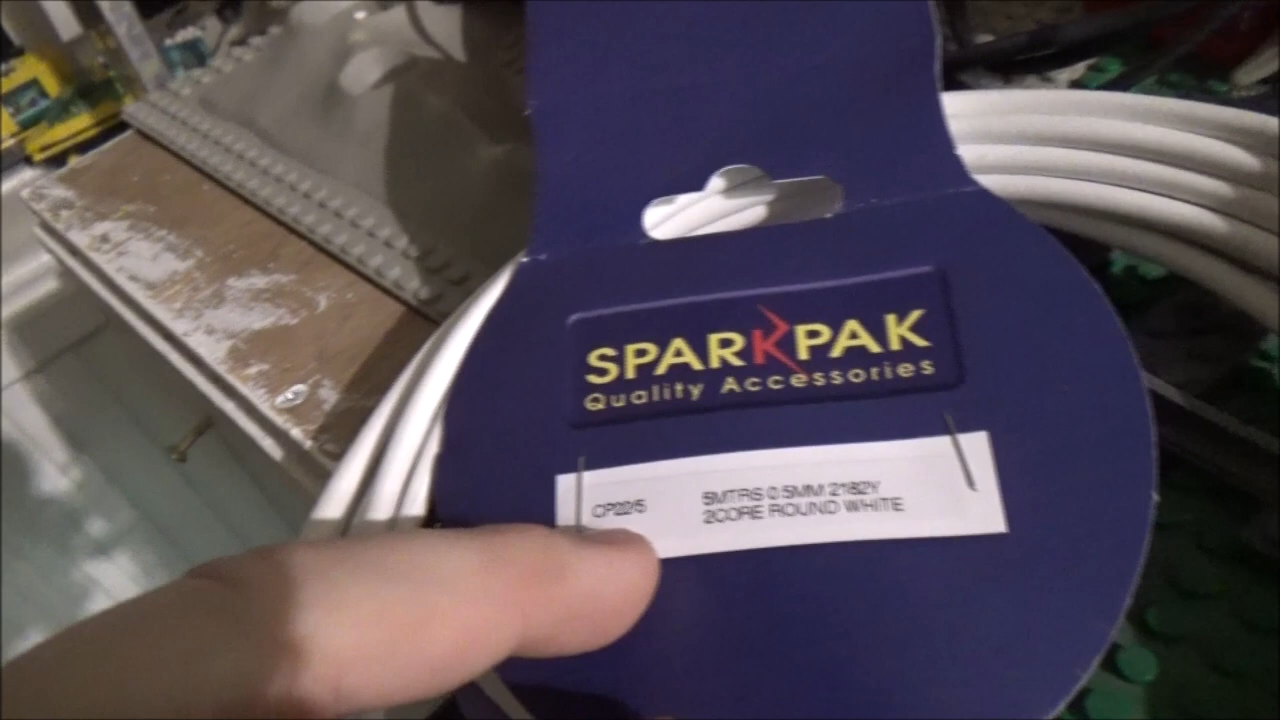 SPARKPAK
Quality Accessories
CP22/5
5MTRS 0.5MM 2182Y
2CORE ROUND WHITE